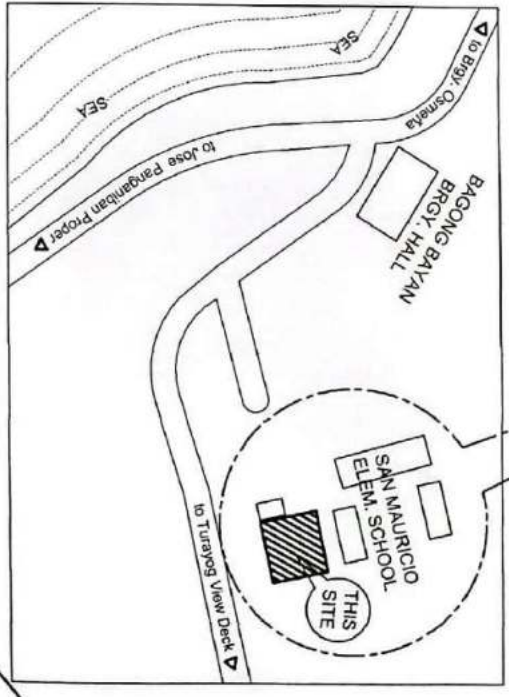 SEA
SEA
to Brgy. Osmeña
to Jose Panganiban Proper
BAGONG BAYAN
BRGY. HALL
SAN MAURICIO
ELEM. SCHOOL
THIS
SITE
to Turayog View Deck